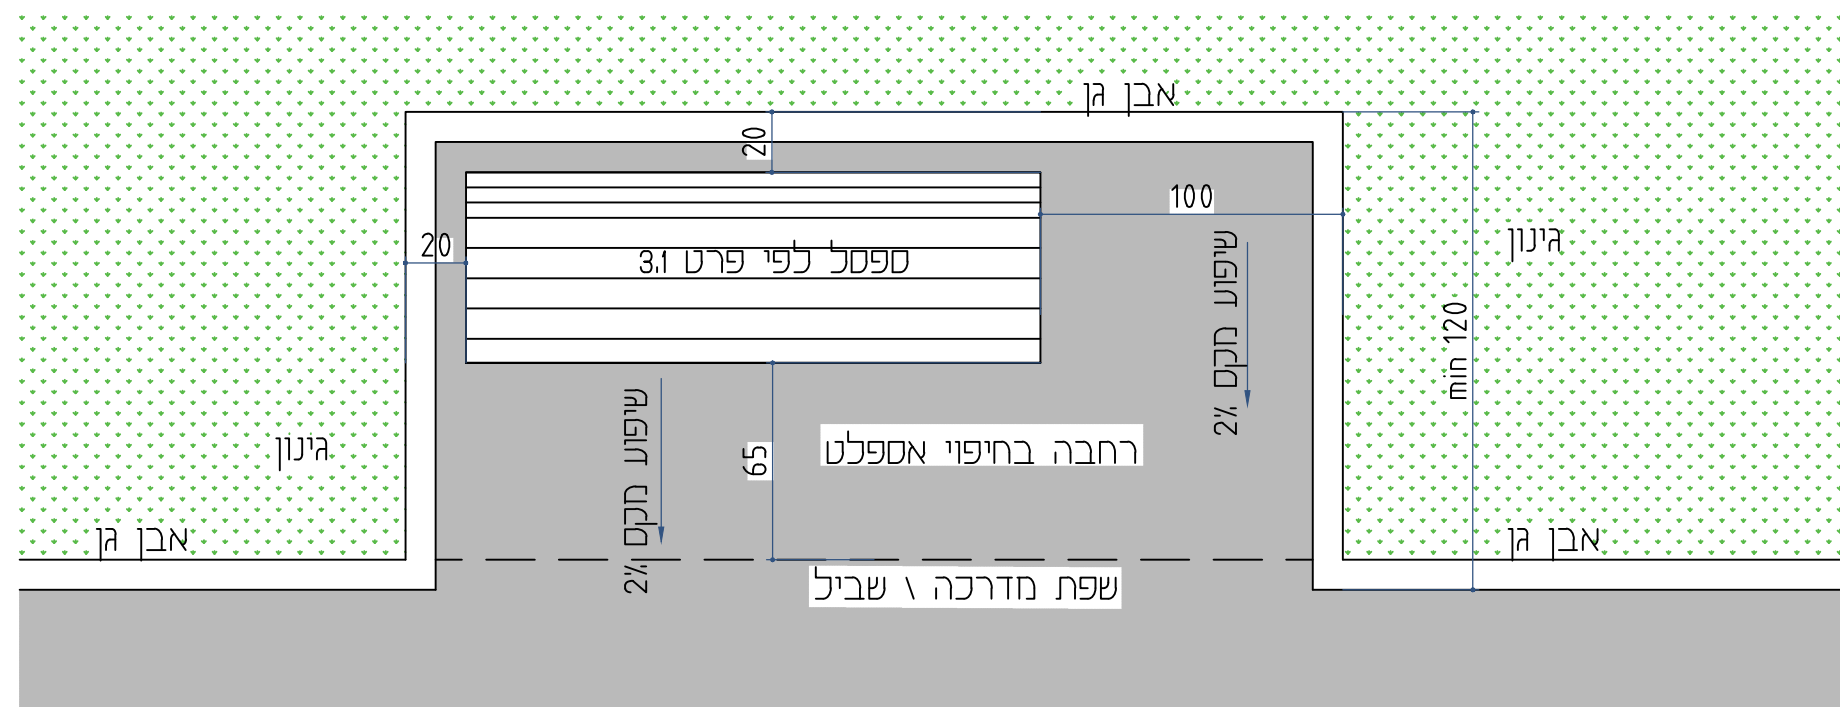 אבן גן
20
100
20
ספסל לפי פרט 3.1
שיפוע מקס 2%
גינון
min 120
שיפוע מקס 2%
65
רחבה בחיפוי אספלט
גינון
אבן גן
אבן גן
שפת מדרכה \ שביל